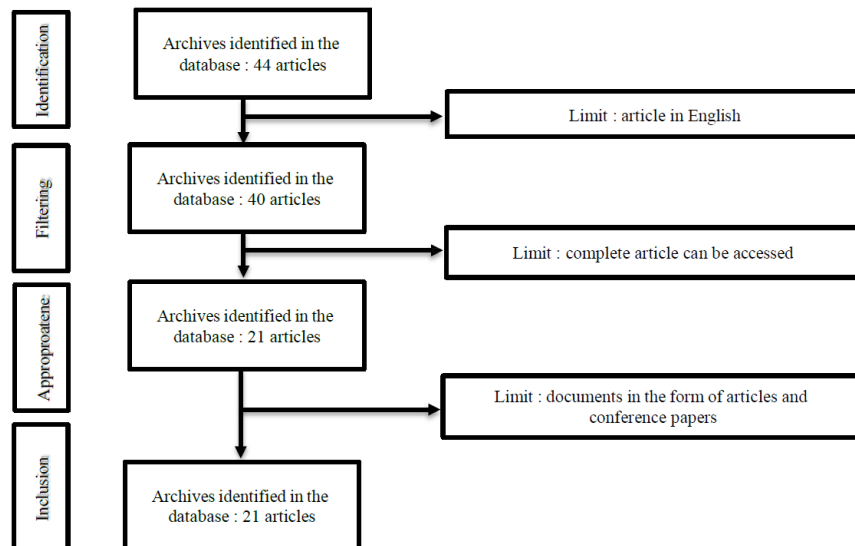 Identification
Archives identified in the
database : 44 articles
Limit : article in English
Filtering
Archives identified in the
database : 40 articles
Limit : complete article can be accessed
Approproatene
Archives identified in the
database : 21 articles
Limit : documents in the form of articles and
conference papers
Inclusion
Archives identified in the
database : 21 articles